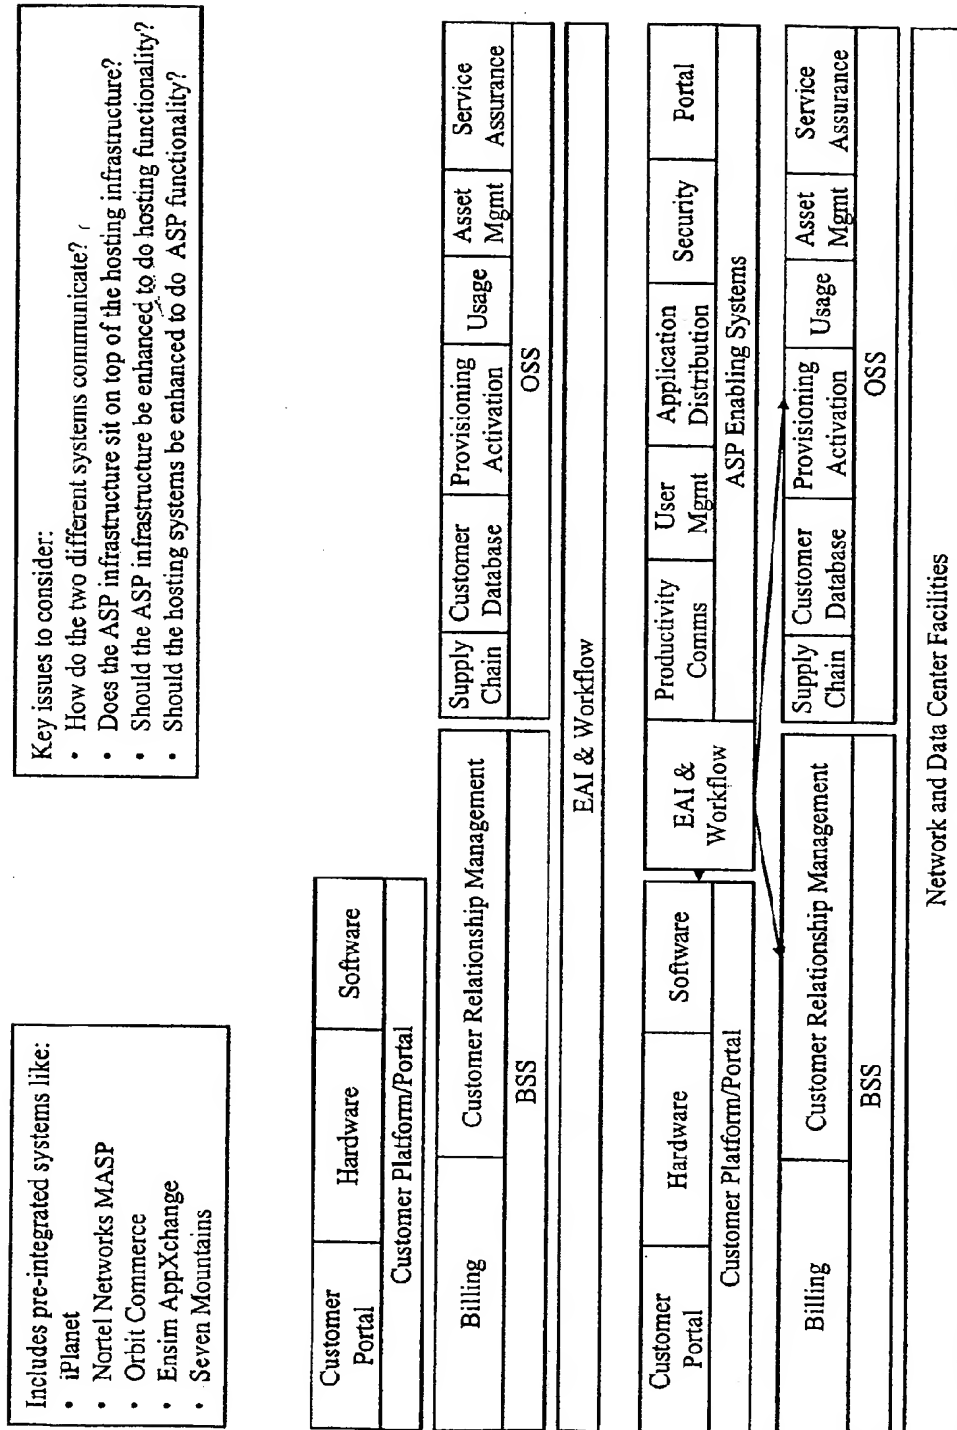 Includes pre-integrated systems like:
• iPlanet
• Nortel Networks MASP
• Orbit Commerce
• Ensim AppXchange
• Seven Mountains
Key issues to consider:
• How do the two different systems communicate?
• Does the ASP infrastructure sit on top of the hosting infrastructure?
• Should the ASP infrastructure be enhanced to do hosting functionality?
• Should the hosting systems be enhanced to do ASP functionality?
Customer
Portal
Hardware
Software
Customer Platform/Portal
Billing
Customer Relationship Management
BSS
Supply
Chain
Customer
Database
Provisioning
Activation
Usage
Asset
Mgmt
Service
Assurance
OSS
EAI & Workflow
Customer
Portal
Hardware
Software
Customer Platform/Portal
EAI &
Workflow
Productivity
Comms
User
Mgmt
Application
Distribution
Security
Portal
ASP Enabling Systems
Billing
Customer Relationship Management
BSS
Supply
Chain
Customer
Database
Provisioning
Activation
Usage
Asset
Mgmt
Service
Assurance
OSS
Network and Data Center Facilities